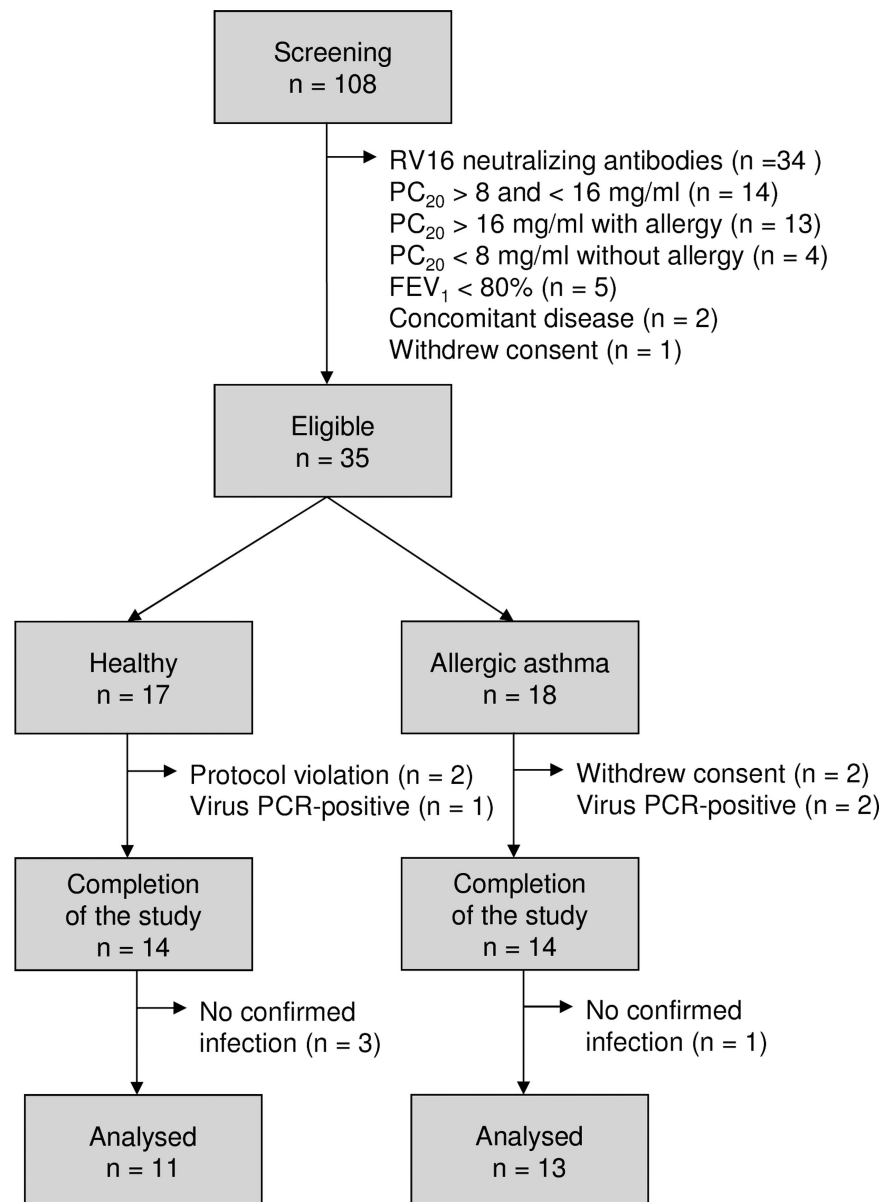 Screening
n = 108
RV16 neutralizing antibodies (n =34 )
PC20 > 8 and < 16 mg/ml (n = 14)
PC20 > 16 mg/ml with allergy (n = 13)
PC20 < 8 mg/ml without allergy (n = 4)
FEV1 < 80% (n = 5)
Concomitant disease (n = 2)
Withdrew consent (n = 1)
Eligible
n = 35
Healthy
n = 17
Allergic asthma
n = 18
Protocol violation (n = 2)
Virus PCR-positive (n = 1)
Withdrew consent (n = 2)
Virus PCR-positive (n = 2)
Completion
of the study
n = 14
Completion
of the study
n = 14
No confirmed
infection (n = 3)
No confirmed
infection (n = 1)
Analysed
n = 11
Analysed
n = 13